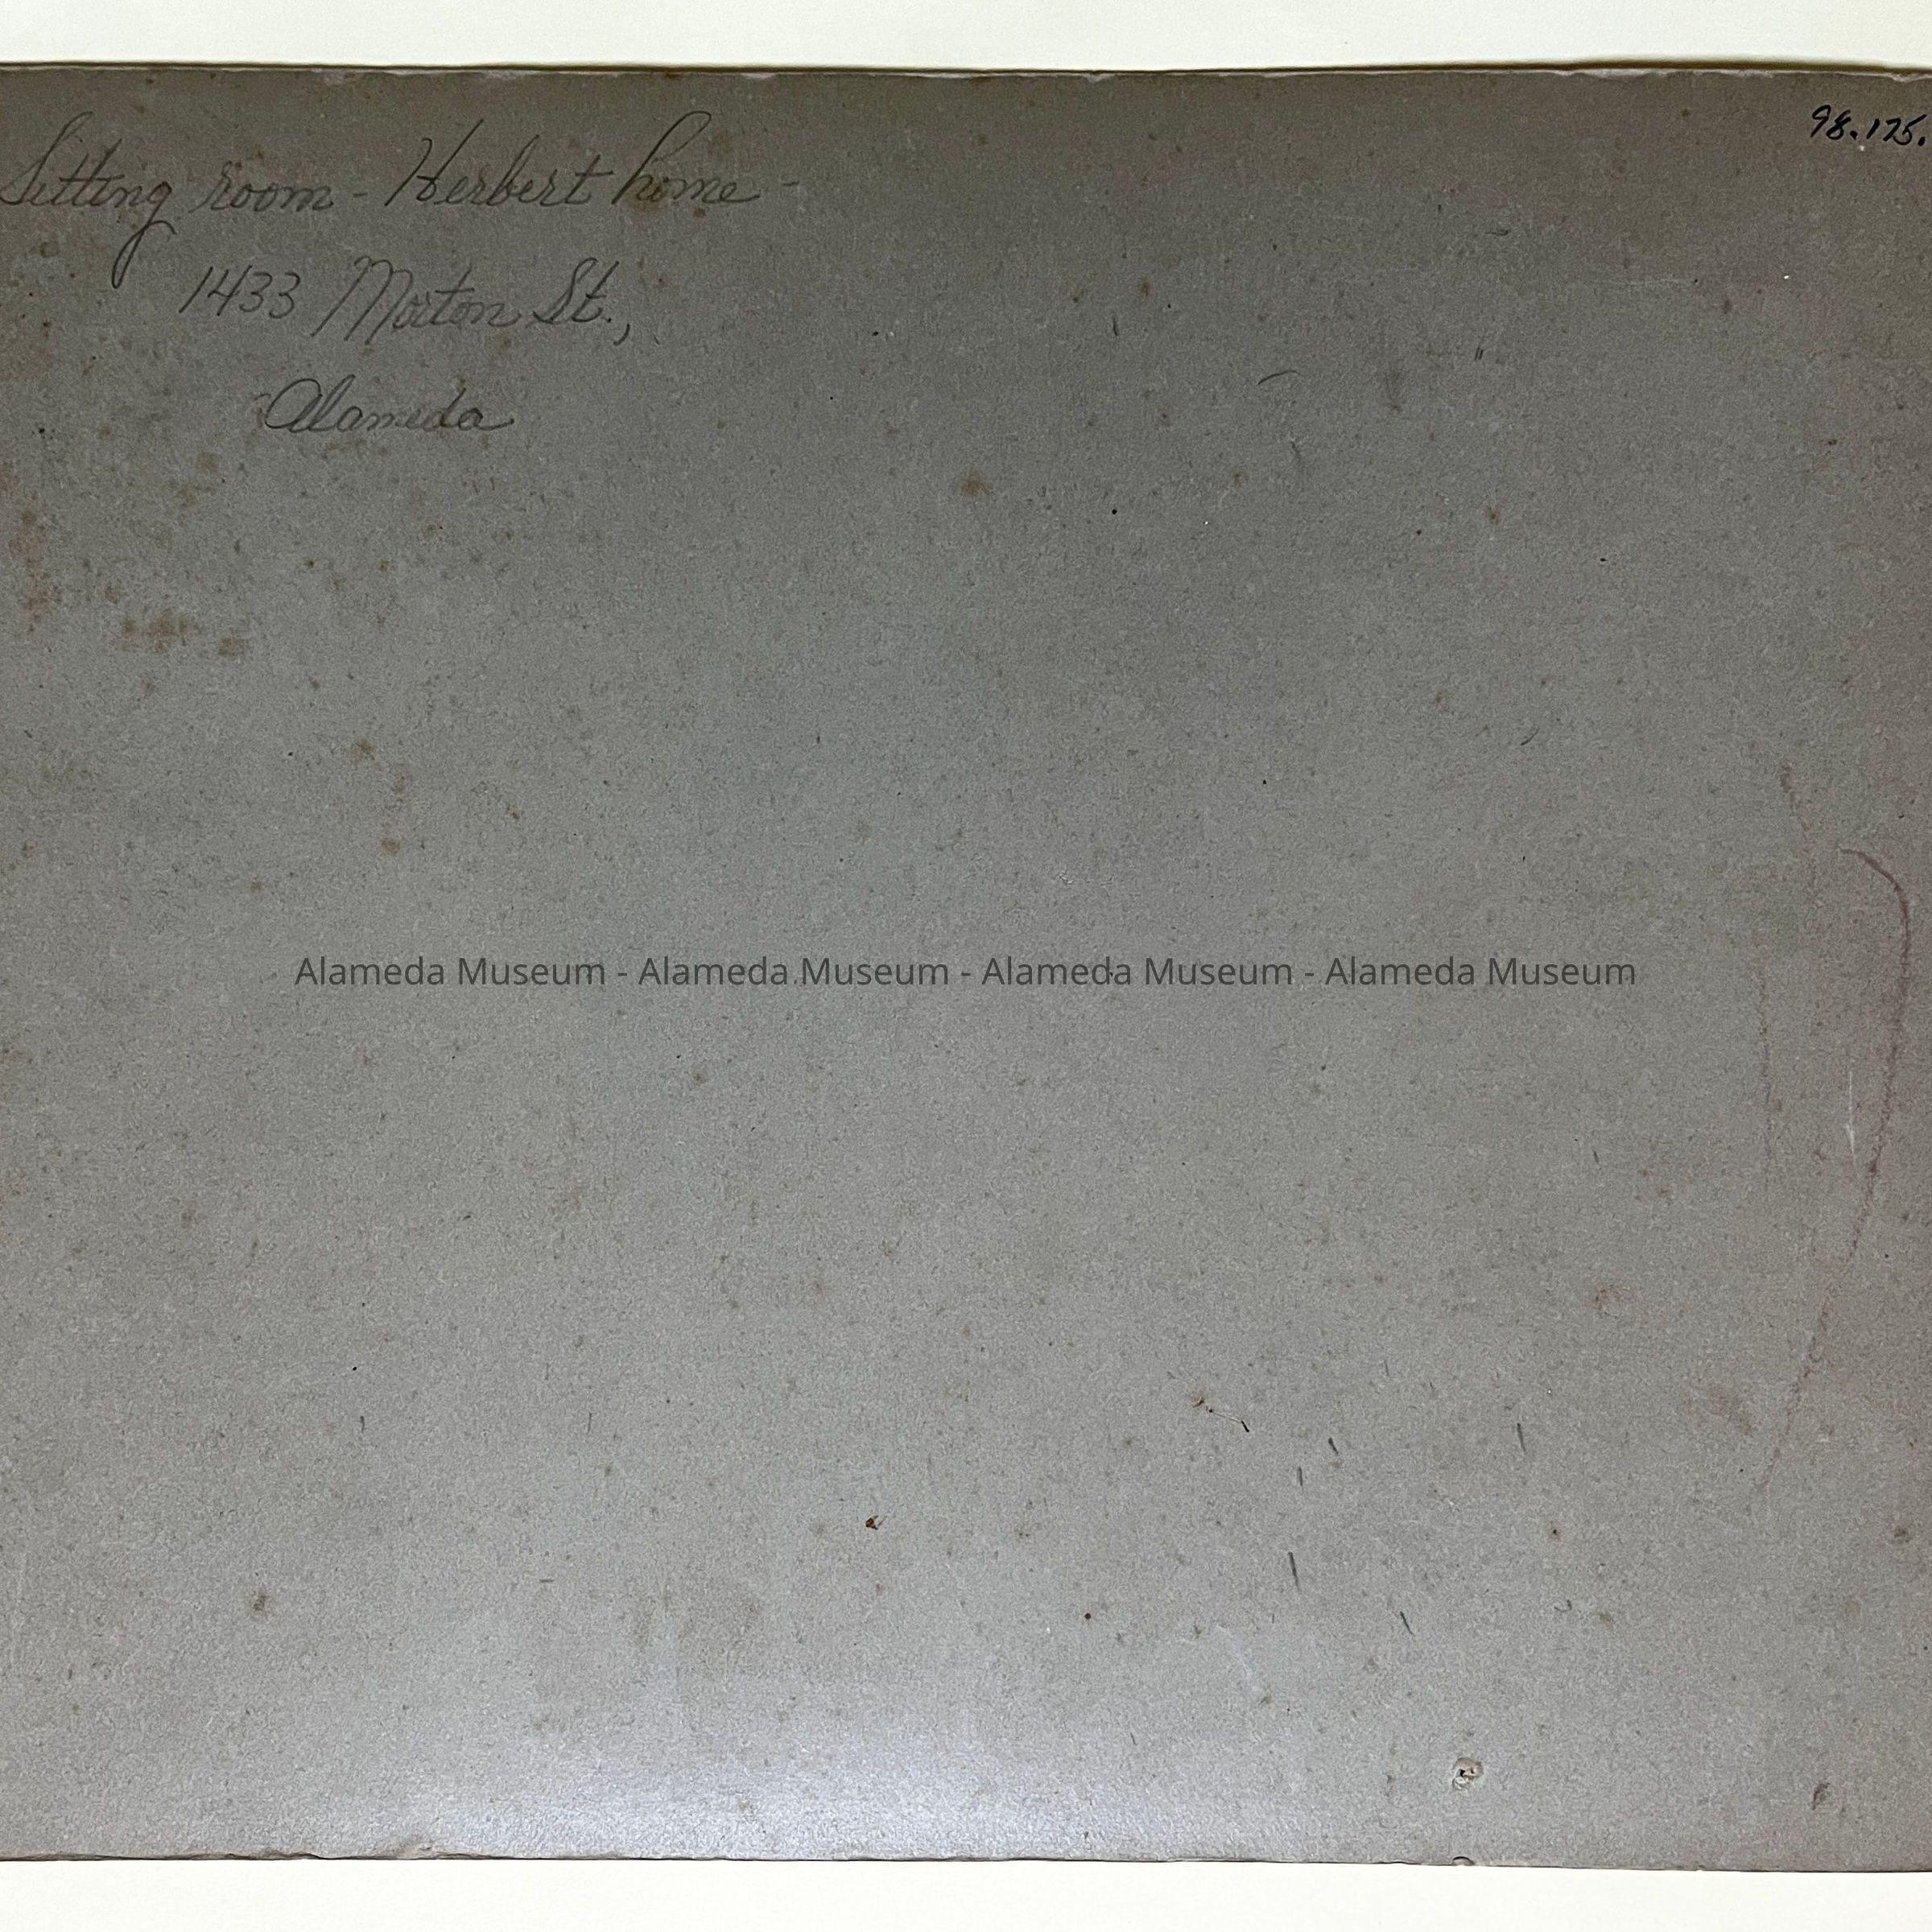 98.175.
Sitting room - Herbert home -
1433 Morton St.,
Alameda
Alameda Museum - Alameda Museum - Alameda Museum - Alameda Museum